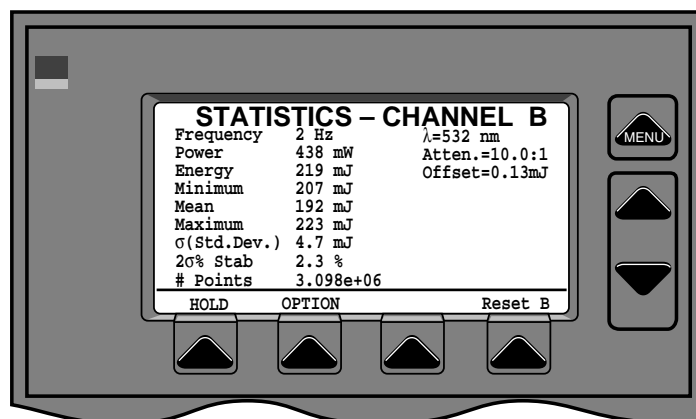 STATISTICS – CHANNEL B
Frequency 2 Hz λ=532 nm
Power 438 mW Atten.=10.0:1
Energy 219 mJ Offset=0.13mJ
Minimum 207 mJ
Mean 192 mJ
Maximum 223 mJ
σ(Std.Dev.) 4.7 mJ
2σ% Stab 2.3 %
# Points 3.098e+06
HOLD OPTION Reset B
MENU